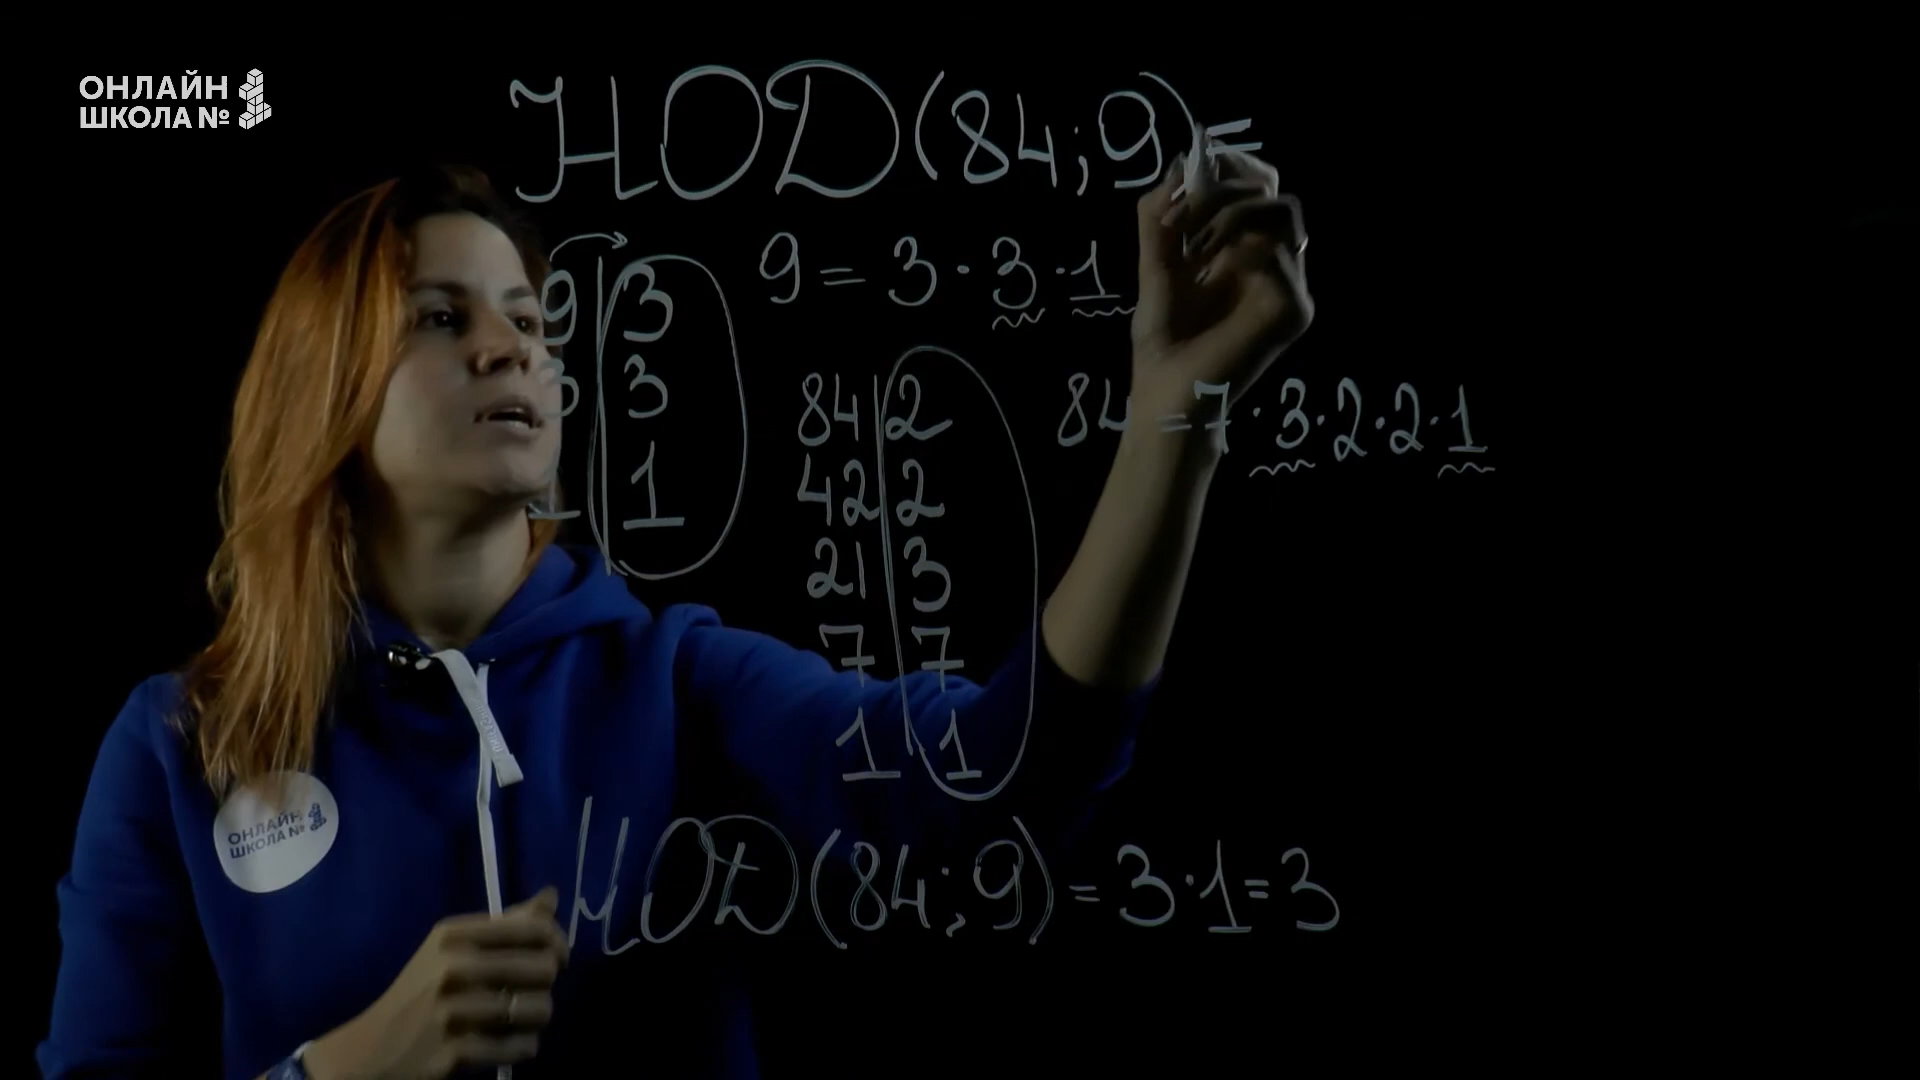 ОНЛАЙН
ШКОЛА №1
НОД(84;9)=
9 = 3 · 3 · 1
9 | 3
3 | 3
1 | 1
84 | 2
42 | 2
21 | 3
7 | 7
1 | 1
84 = 7 · 3 · 2 · 2 · 1
ОНЛАЙН
ШКОЛА №1
НОД(84;9) = 3 · 1 = 3